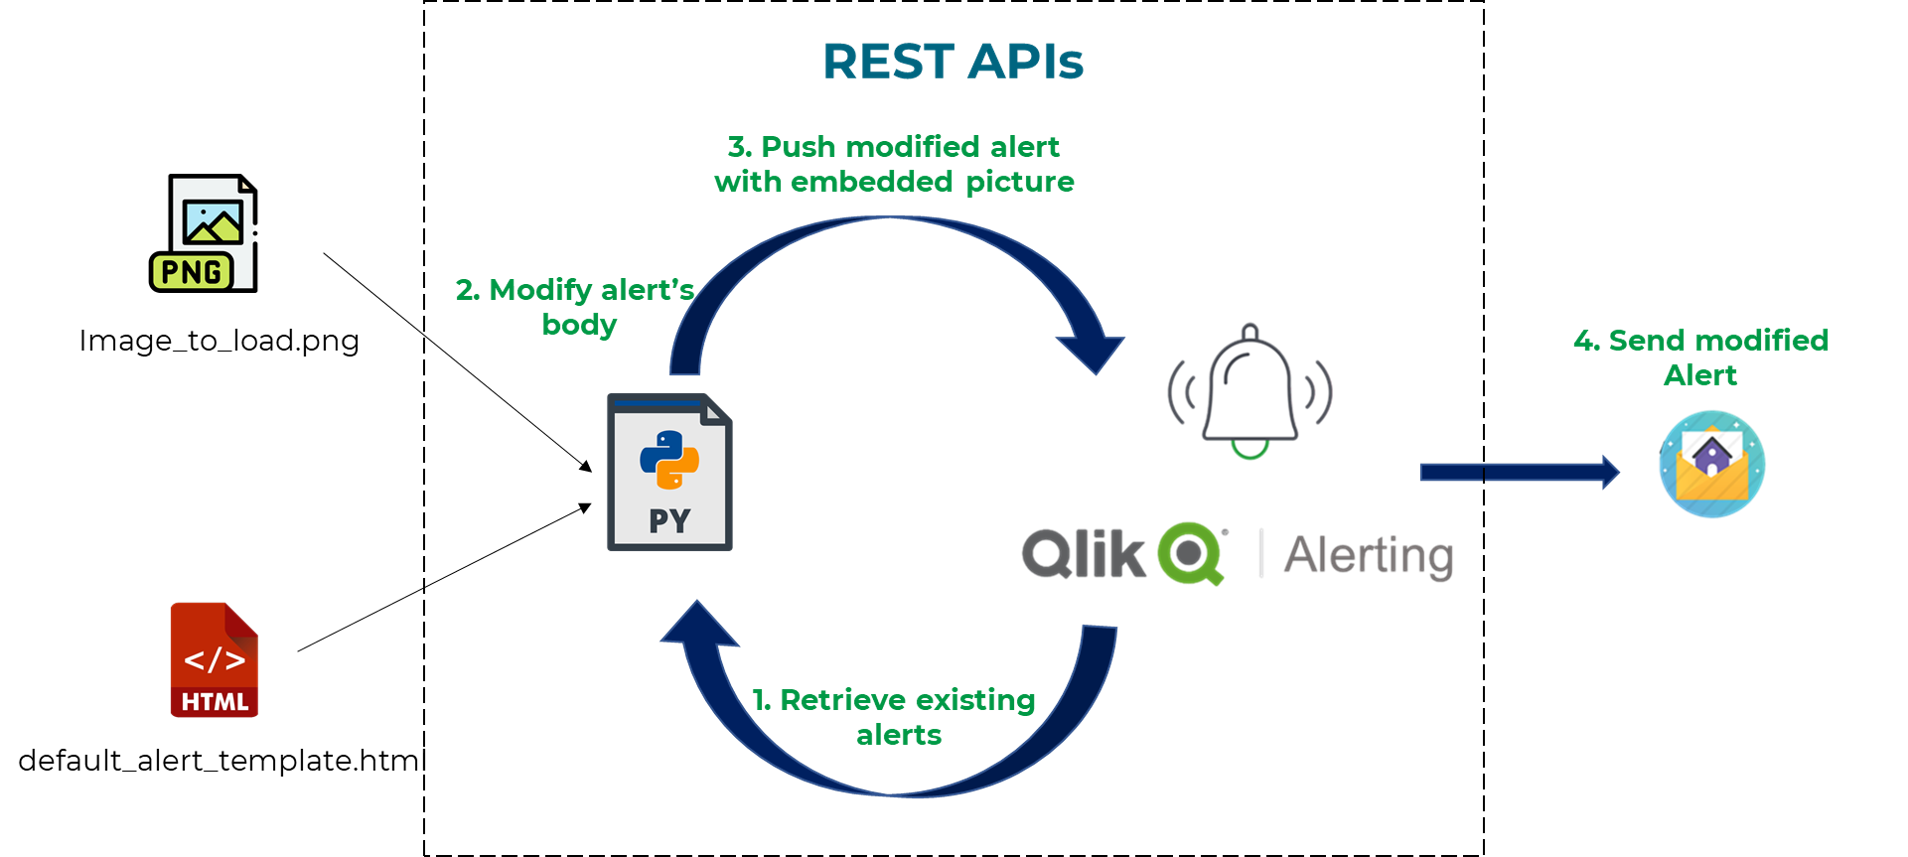 REST APIs
3. Push modified alert
with embedded picture
2. Modify alert's
body
PNG
Image_to_load.png
4. Send modified
Alert
PY
Qlik | Alerting
</>
HTML
1. Retrieve existing
alerts
default_alert_template.htm